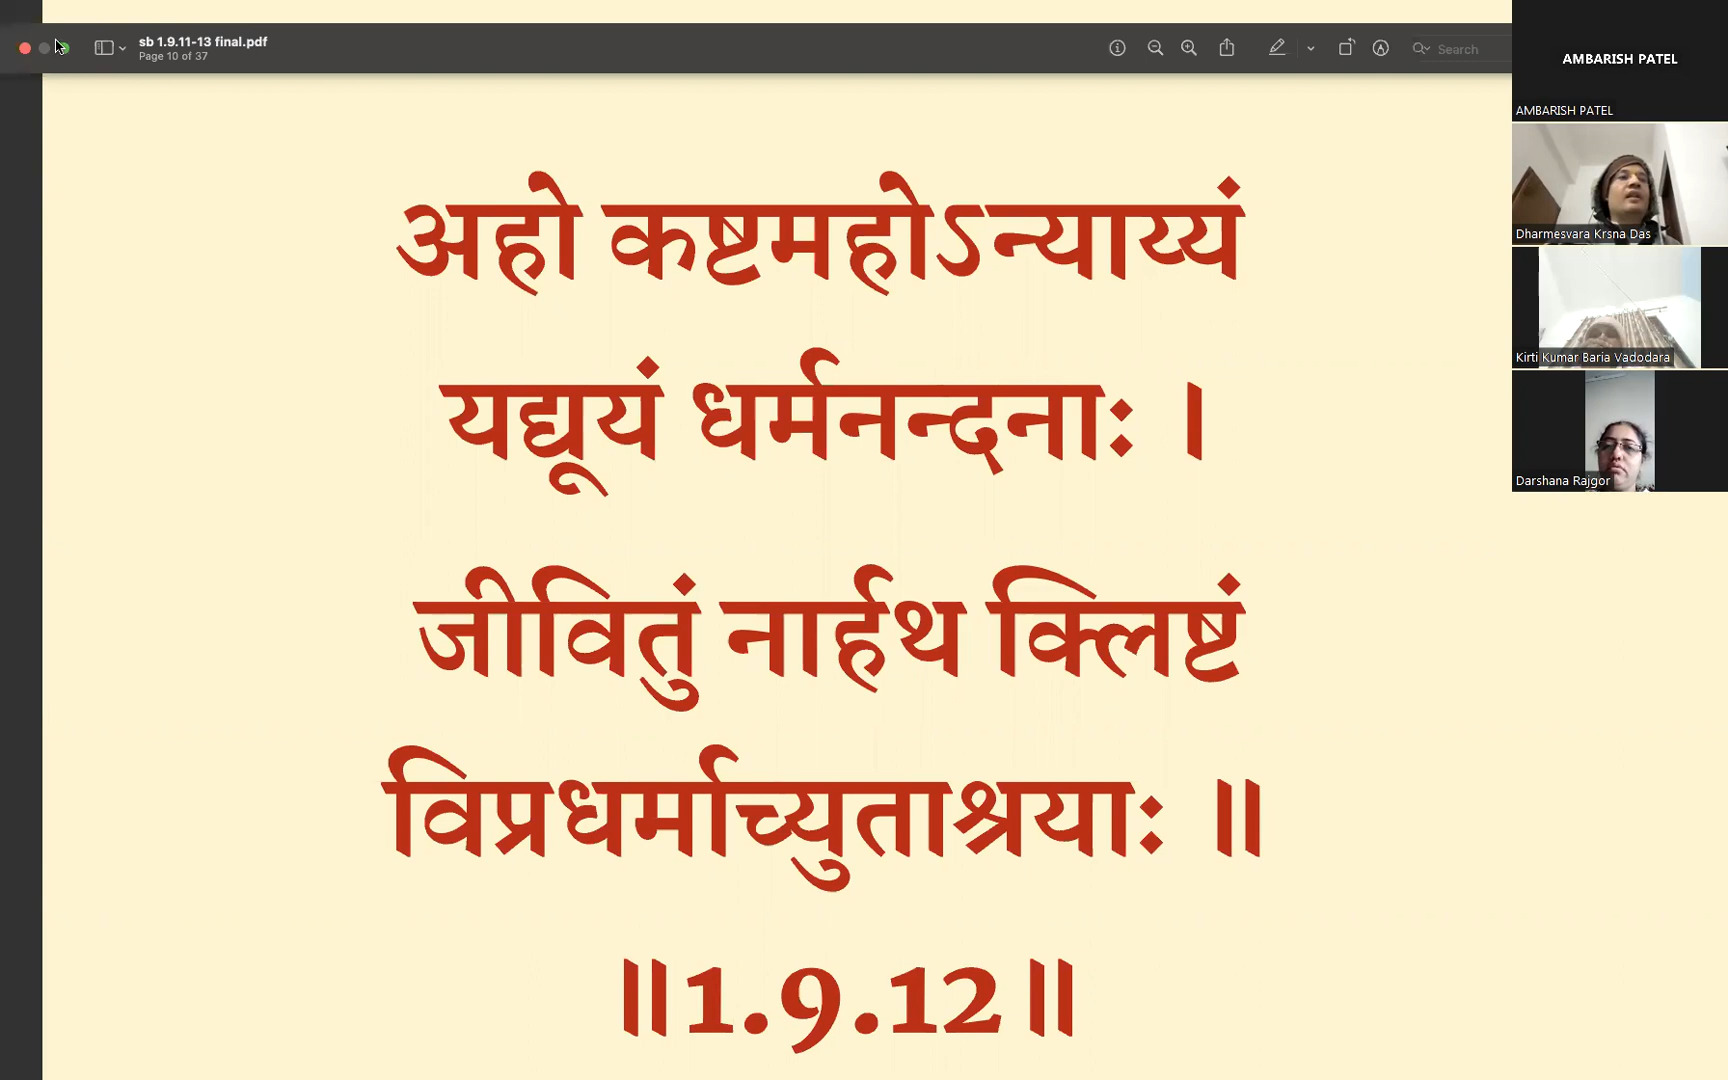 sb 1.9.11-13 final.pdf
Page 10 of 37
Search
अहो कष्टमहोऽन्याय्यं
यद्यूयं धर्मनन्दनाः ।
जीवितुं नार्हथ क्लिष्टं
विप्रधर्माच्युताश्रयाः ॥
॥1.9.12॥
AMBARISH PATEL
AMBARISH PATEL
Dharmesvara Krsna Das
Kirti Kumar Baria Vadodara
Darshana Rajgor